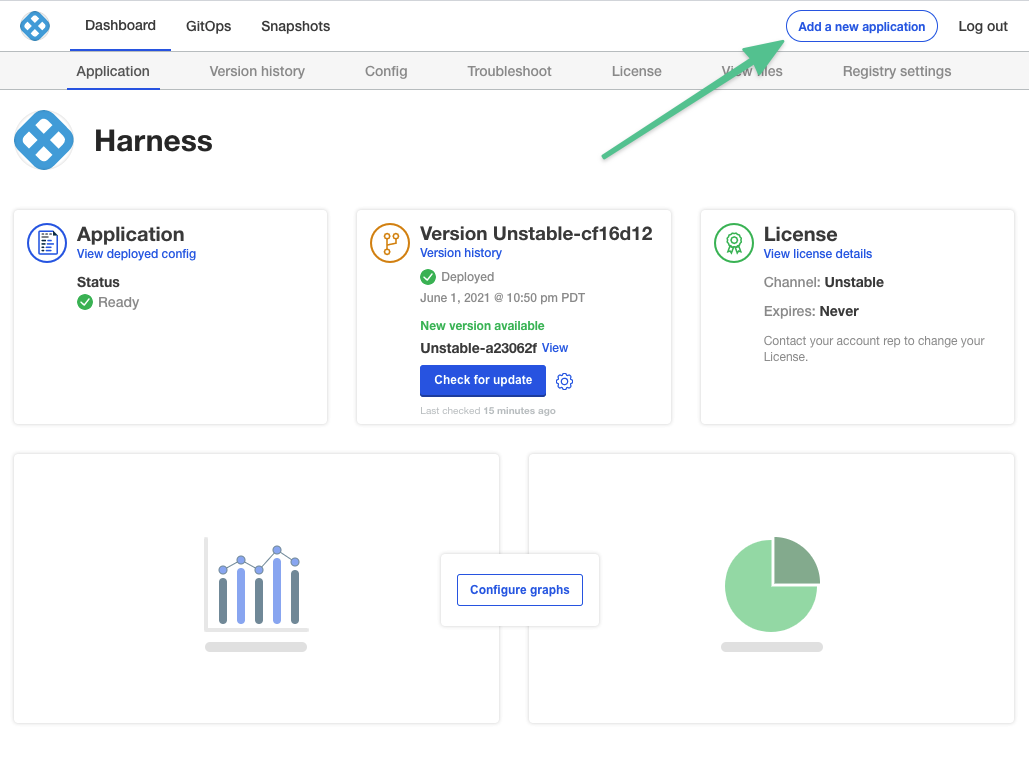 Dashboard GitOps Snapshots Add a new application Log out
Application Version history Config Troubleshoot License View files Registry settings
Harness
Application
View deployed config
Status
Ready
Version Unstable-cf16d12
Version history
Deployed
June 1, 2021 @ 10:50 pm PDT
New version available
Unstable-a23062f View
Check for update
Last checked 15 minutes ago
License
View license details
Channel: Unstable
Expires: Never
Contact your account rep to change your
License.
Configure graphs